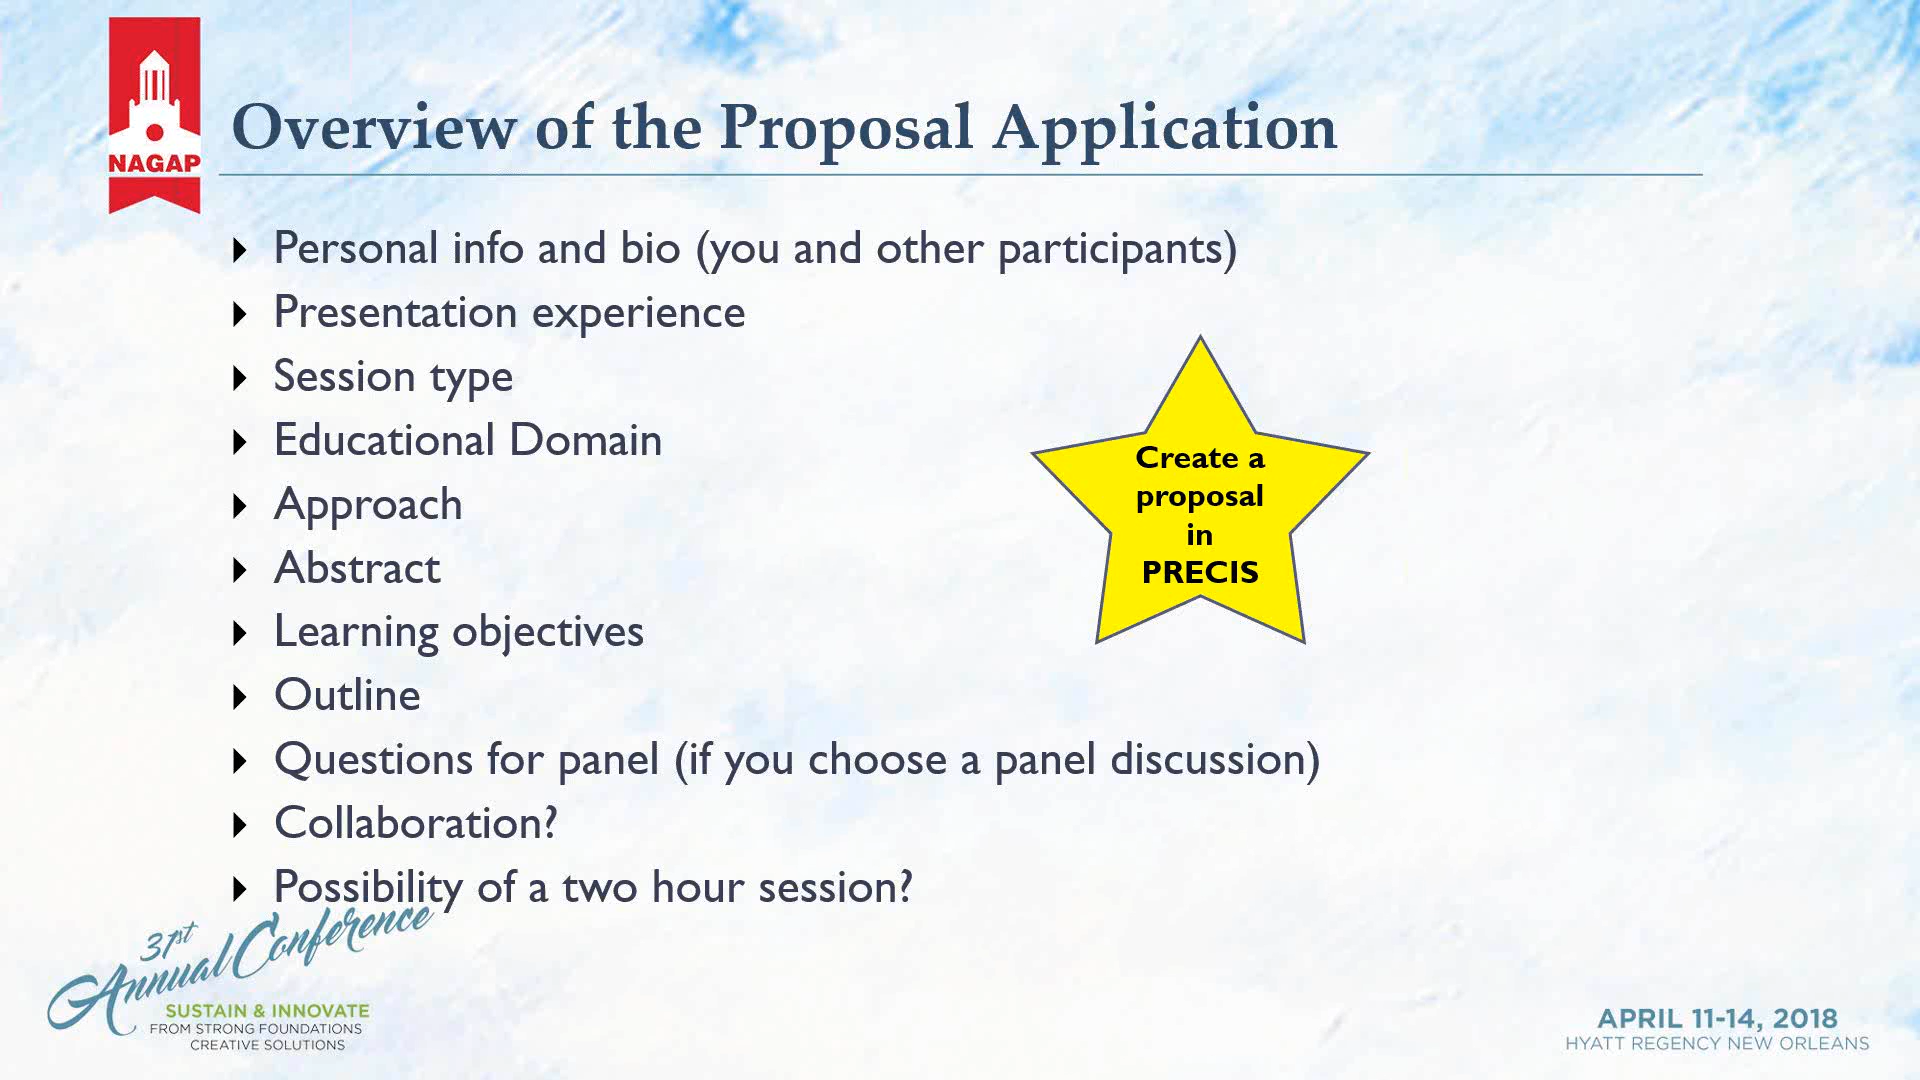 NAGAP
Overview of the Proposal Application
Personal info and bio (you and other participants)
Presentation experience
Session type
Educational Domain
Approach
Abstract
Learning objectives
Outline
Questions for panel (if you choose a panel discussion)
Collaboration?
Possibility of a two hour session?
Create a
proposal
in
PRECIS
31st
Annual Conference
SUSTAIN & INNOVATE
FROM STRONG FOUNDATIONS
CREATIVE SOLUTIONS
APRIL 11-14, 2018
HYATT REGENCY NEW ORLEANS